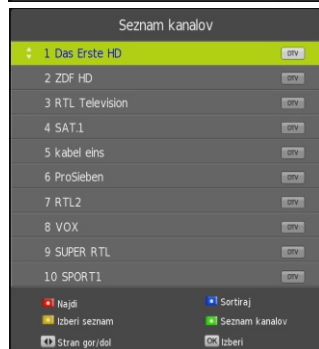 Seznam kanalov
1 Das Erste HD DTV
2 ZDF HD DTV
3 RTL Television DTV
4 SAT.1 DTV
5 kabel eins DTV
6 ProSieben DTV
7 RTL2 DTV
8 VOX DTV
9 SUPER RTL DTV
10 SPORT1 DTV
Najdi Sortiraj
Izberi seznam Seznam kanalov
Stran gor/dol OK Izberi